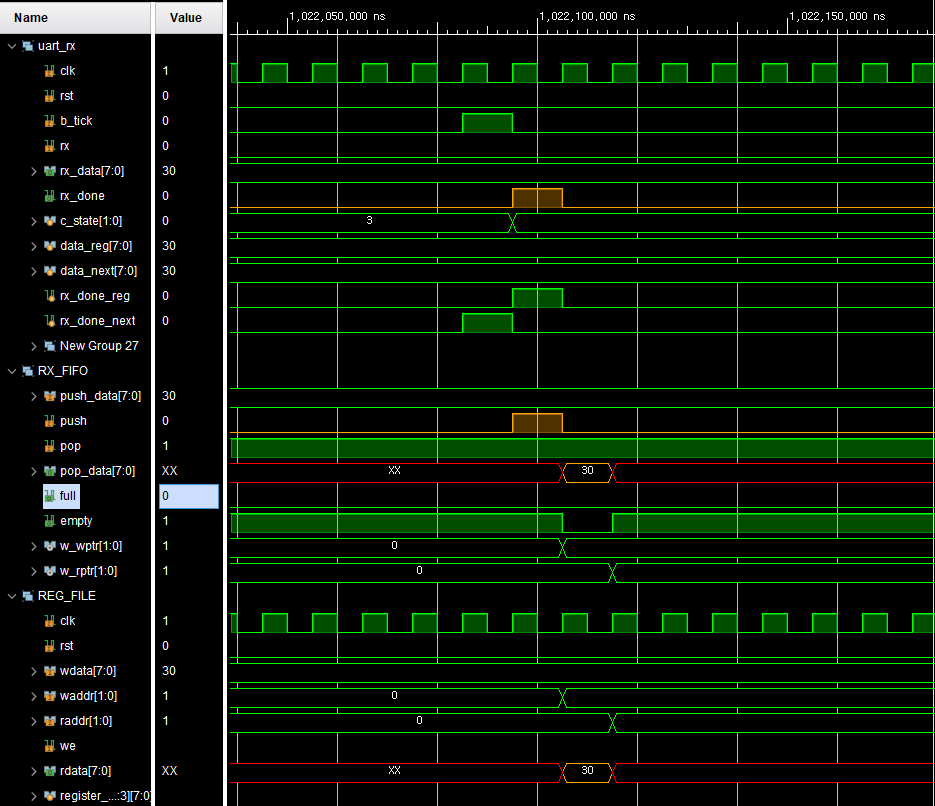 Name Value
1,022,050,000 ns 1,022,100,000 ns 1,022,150,000 ns
uart_rx
clk 1
rst 0
b_tick 0
rx 0
rx_data[7:0] 30
rx_done 0
c_state[1:0] 0 3
data_reg[7:0] 30
data_next[7:0] 30
rx_done_reg 0
rx_done_next 0
New Group 27
RX_FIFO
push_data[7:0] 30
push 0
pop 1
pop_data[7:0] XX XX 30
full 0
empty 1
w_wptr[1:0] 1 0
w_rptr[1:0] 1 0
REG_FILE
clk 1
rst 0
wdata[7:0] 30
waddr[1:0] 1 0
raddr[1:0] 1 0
we
rdata[7:0] XX XX 30
register_...:3][7:0]